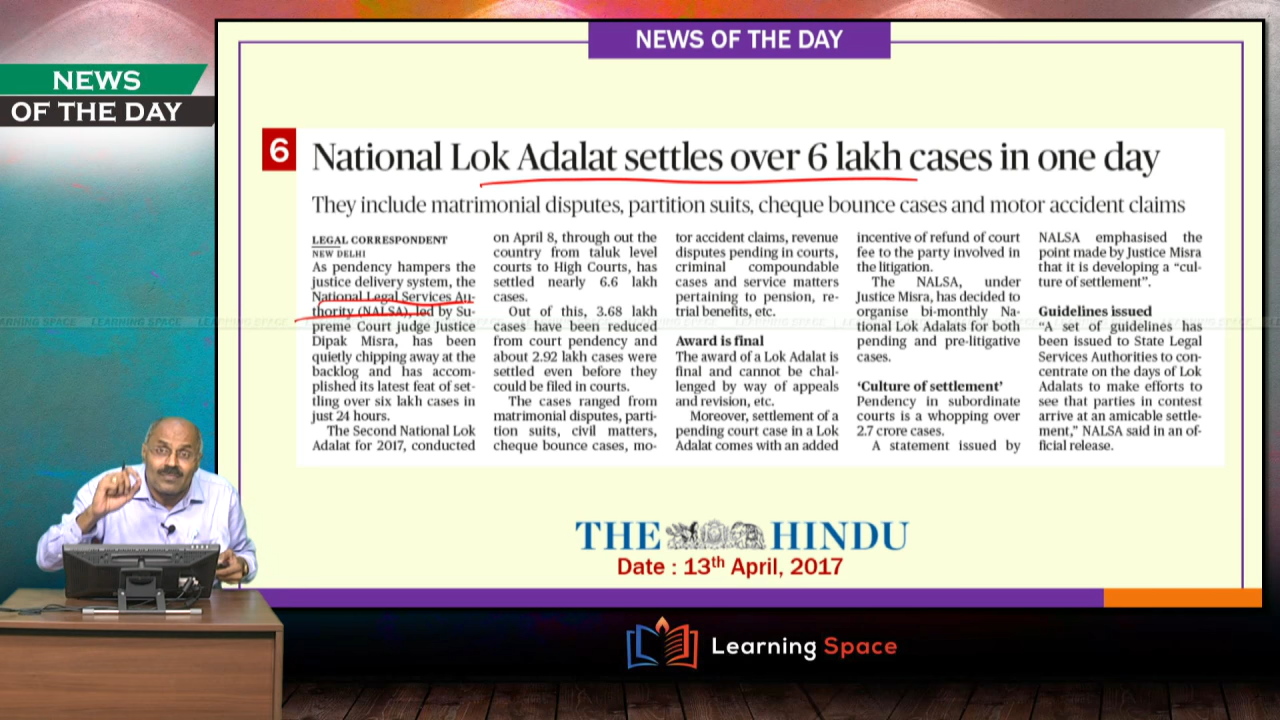 NEWS OF THE DAY
NEWS
OF THE DAY
6
National Lok Adalat settles over 6 lakh cases in one day
They include matrimonial disputes, partition suits, cheque bounce cases and motor accident claims
LEGAL CORRESPONDENT
NEW DELHI
As pendency hampers the
justice delivery system, the
National Legal Services Au-
thority (NALSA), led by Su-
preme Court judge Justice
Dipak Misra, has been
quietly chipping away at the
backlog and has accom-
plished its latest feat of set-
tling over six lakh cases in
just 24 hours.
The Second National Lok
Adalat for 2017, conducted
on April 8, through out the
country from taluk level
courts to High Courts, has
settled nearly 6.6 lakh
cases.
Out of this, 3.68 lakh
cases have been reduced
from court pendency and
about 2.92 lakh cases were
settled even before they
could be filed in courts.
The cases ranged from
matrimonial disputes, parti-
tion suits, civil matters,
cheque bounce cases, mo-
tor accident claims, revenue
disputes pending in courts,
criminal compoundable
cases and service matters
pertaining to pension, re-
trial benefits, etc.
Award is final
The award of a Lok Adalat is
final and cannot be chal-
lenged by way of appeals
and revision, etc.
Moreover, settlement of a
pending court case in a Lok
Adalat comes with an added
incentive of refund of court
fee to the party involved in
the litigation.
The NALSA, under
Justice Misra, has decided to
organise bi-monthly Na-
tional Lok Adalats for both
pending and pre-litigative
cases.
‘Culture of settlement’
Pendency in subordinate
courts is a whopping over
2.7 crore cases.
A statement issued by
NALSA emphasised the
point made by Justice Misra
that it is developing a “cul-
ture of settlement”.
Guidelines issued
“A set of guidelines has
been issued to State Legal
Services Authorities to con-
centrate on the days of Lok
Adalats to make efforts to
see that parties in contest
arrive at an amicable settle-
ment,” NALSA said in an of-
ficial release.
THE HINDU
Date : 13th April, 2017
Learning Space